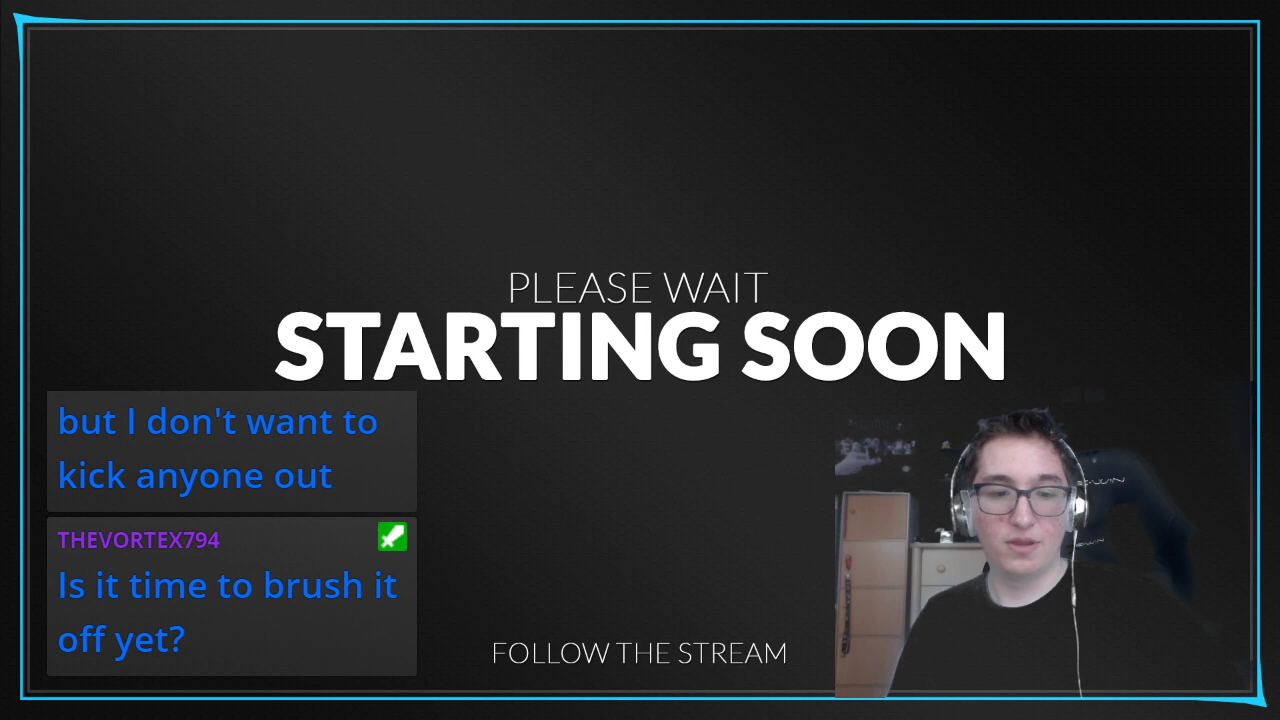 PLEASE WAIT
STARTING SOON
but I don't want to
kick anyone out
THEVORTEX794
Is it time to brush it
off yet?
FOLLOW THE STREAM